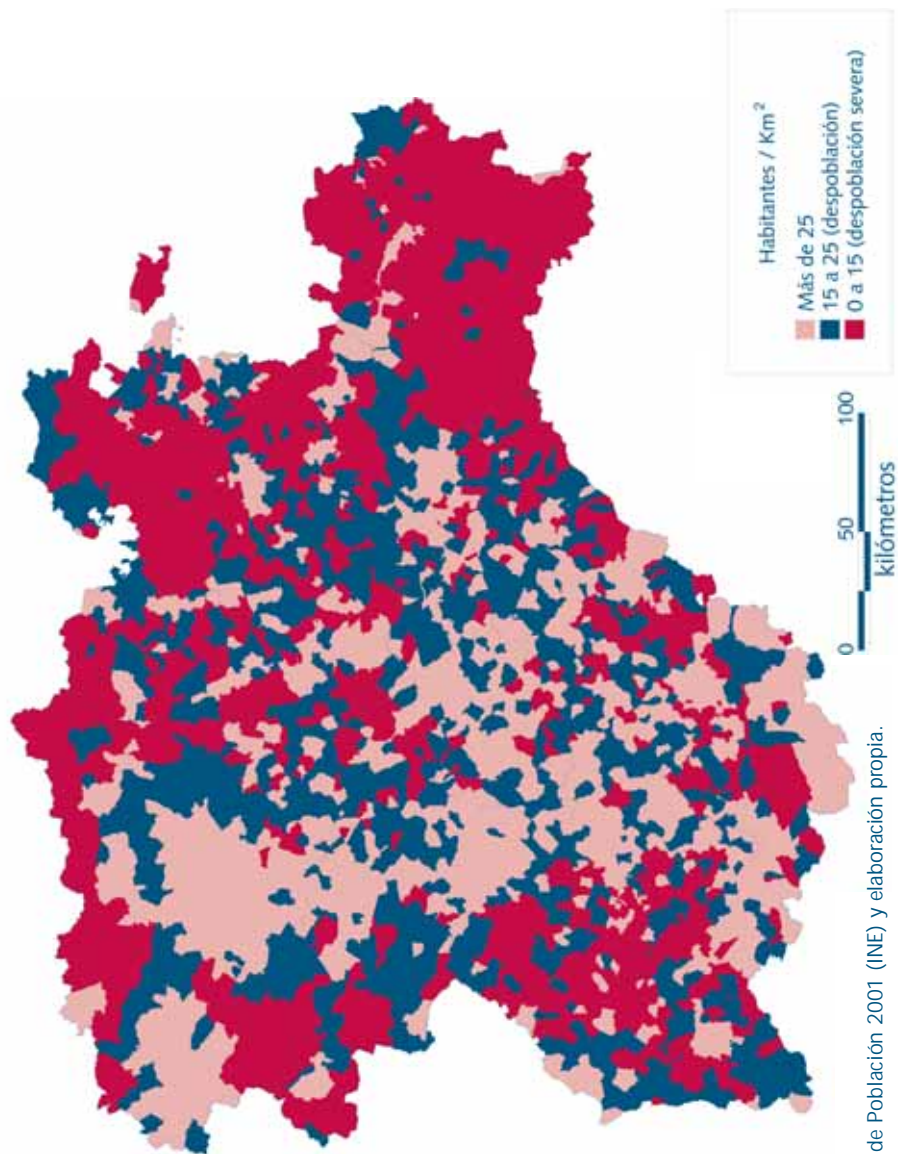 Habitantes / Km²
Más de 25
15 a 25 (despoblación)
0 a 15 (despoblación severa)
0 50 100
kilómetros
de Población 2001 (INE) y elaboración propia.